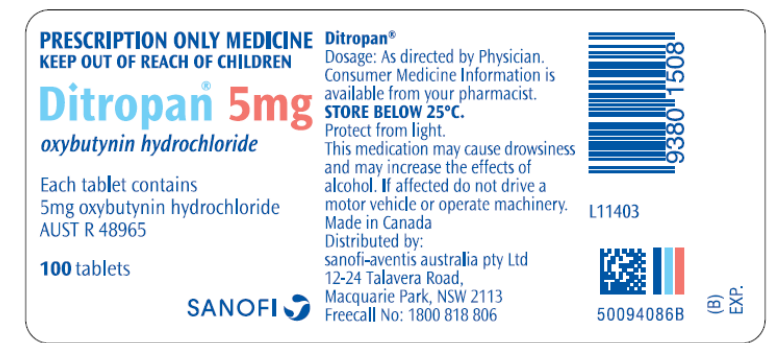 PRESCRIPTION ONLY MEDICINE
KEEP OUT OF REACH OF CHILDREN
Ditropan® 5mg
oxybutynin hydrochloride
Each tablet contains
5mg oxybutynin hydrochloride
AUST R 48965
100 tablets
SANOFI
Ditropan®
Dosage: As directed by Physician.
Consumer Medicine Information is
available from your pharmacist.
STORE BELOW 25°C.
Protect from light.
This medication may cause drowsiness
and may increase the effects of
alcohol. If affected do not drive a
motor vehicle or operate machinery.
Made in Canada
Distributed by:
sanofi-aventis australia pty Ltd
12-24 Talavera Road,
Macquarie Park, NSW 2113
Freecall No: 1800 818 806
9380 1508
L11403
50094086B
(B)
EXP.